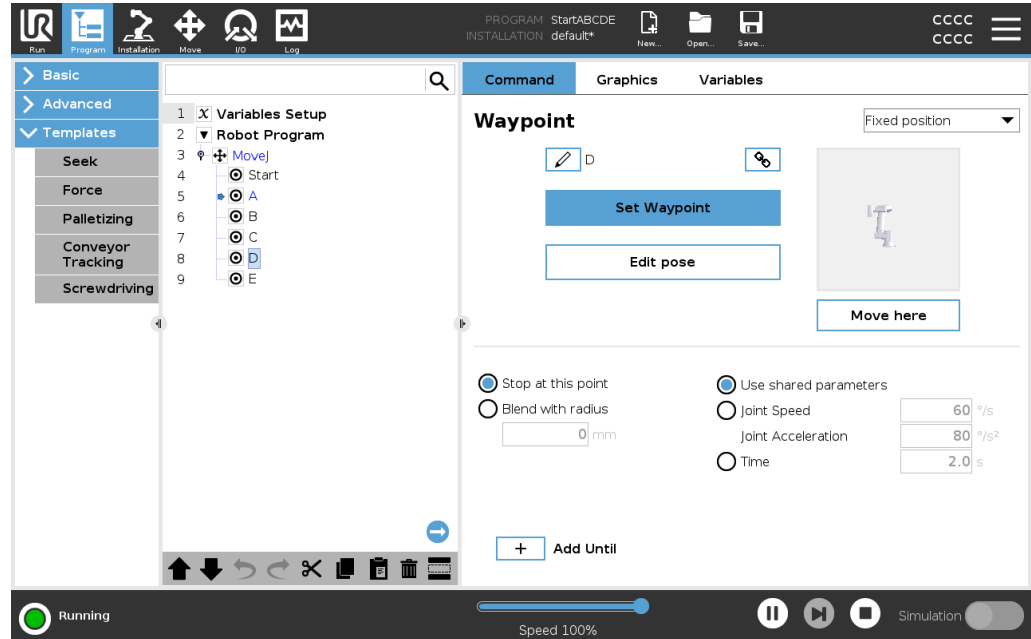 PROGRAM StartABCDE
INSTALLATION default*
CCCC
CCCC
Run
Program
Installation
Move
I/O
Log
New...
Open...
Save...
Basic
Advanced
Templates
Seek
Force
Palletizing
Conveyor
Tracking
Screwdriving
1 X Variables Setup
2 Robot Program
3 MoveJ
4 Start
5 A
6 B
7 C
8 D
9 E
Command Graphics Variables
Waypoint
Fixed position
D
Set Waypoint
Edit pose
Move here
Stop at this point
Blend with radius
0 mm
Use shared parameters
Joint Speed 60 °/s
Joint Acceleration 80 °/s²
Time 2.0 s
+ Add Until
Running
Speed 100%
Simulation